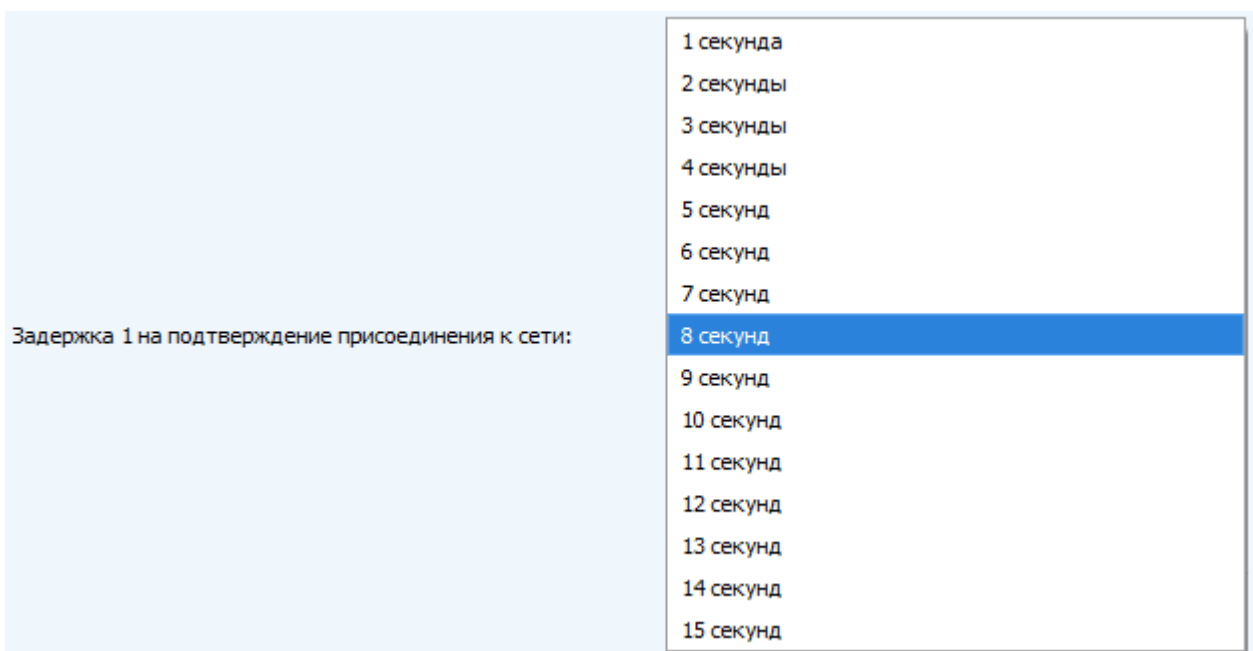 1 секунда
2 секунды
3 секунды
4 секунды
5 секунд
6 секунд
7 секунд
Задержка 1 на подтверждение присоединения к сети:
8 секунд
9 секунд
10 секунд
11 секунд
12 секунд
13 секунд
14 секунд
15 секунд